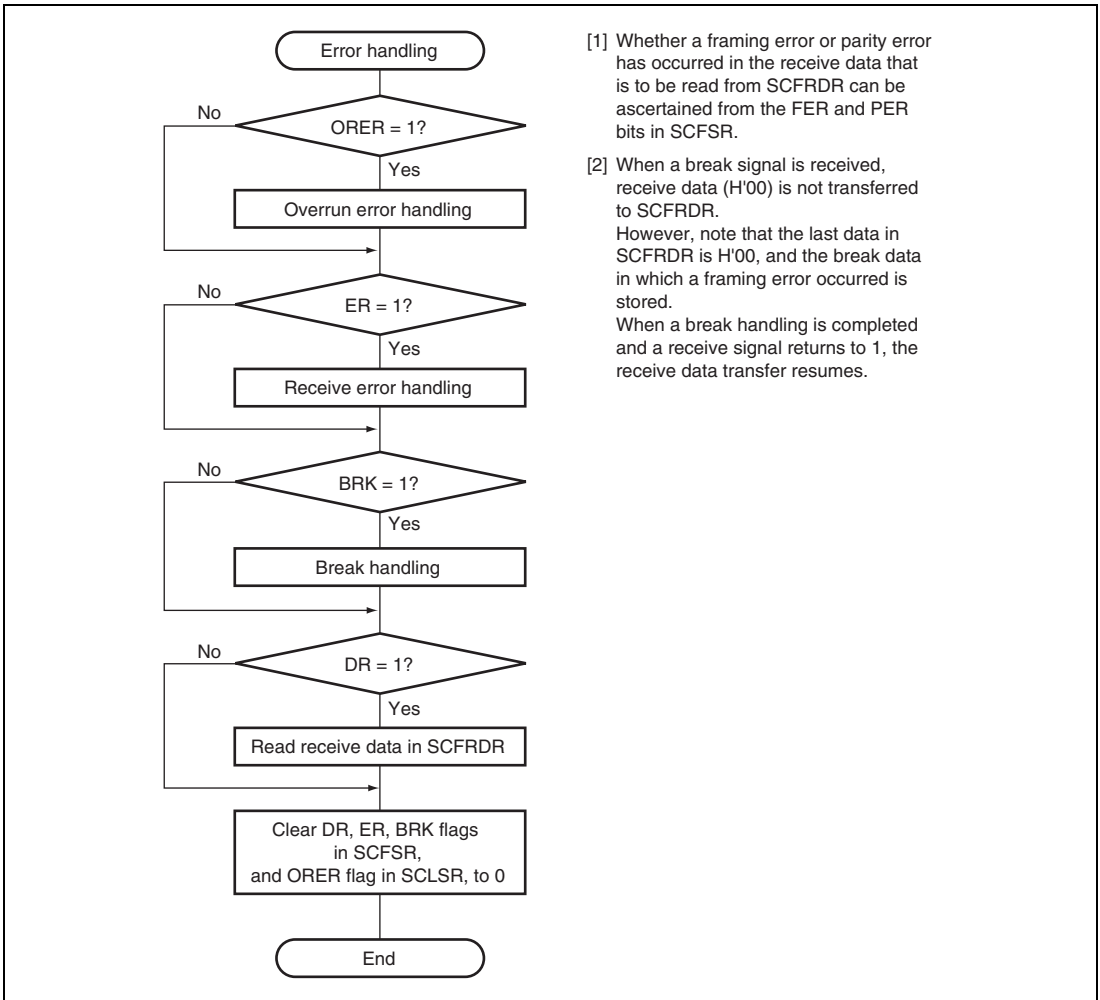 Error handling
No
ORER = 1?
Yes
Overrun error handling
No
ER = 1?
Yes
Receive error handling
No
BRK = 1?
Yes
Break handling
No
DR = 1?
Yes
Read receive data in SCFRDR
Clear DR, ER, BRK flags
in SCFSR,
and ORER flag in SCLSR, to 0
End
[1] Whether a framing error or parity error
has occurred in the receive data that
is to be read from SCFRDR can be
ascertained from the FER and PER
bits in SCFSR.
[2] When a break signal is received,
receive data (H'00) is not transferred
to SCFRDR.
However, note that the last data in
SCFRDR is H'00, and the break data
in which a framing error occurred is
stored.
When a break handling is completed
and a receive signal returns to 1, the
receive data transfer resumes.